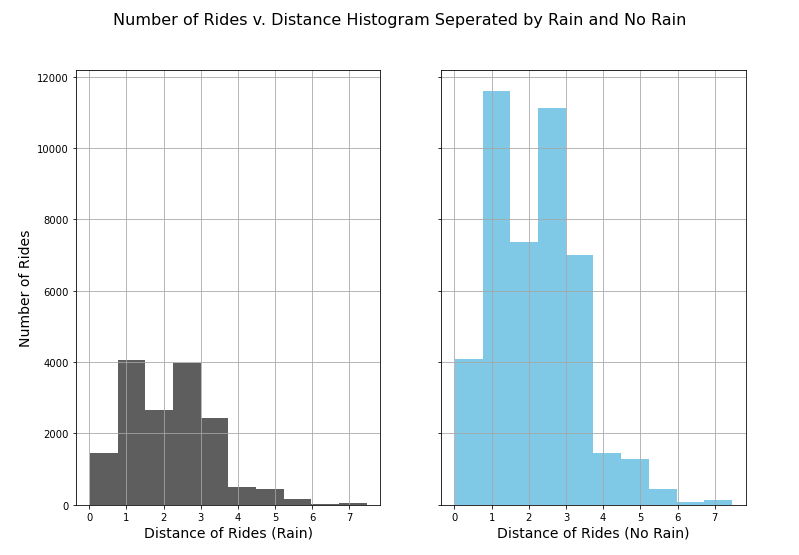 Number of Rides v. Distance Histogram Seperated by Rain and No Rain
12000
10000
8000
6000
4000
2000
0
Number of Rides
0 1 2 3 4 5 6 7
Distance of Rides (Rain)
0 1 2 3 4 5 6 7
Distance of Rides (No Rain)